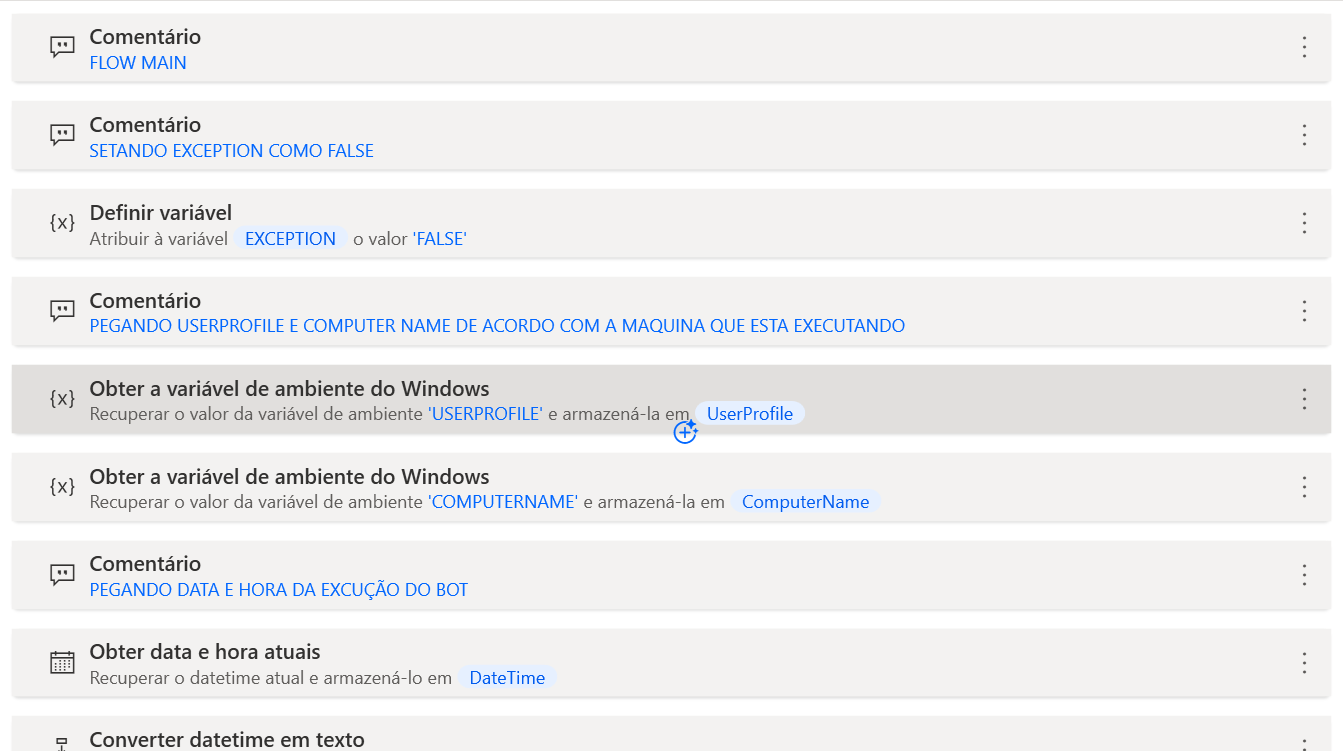 Comentário
FLOW MAIN
Comentário
SETANDO EXCEPTION COMO FALSE
{x} Definir variável
Atribuir à variável EXCEPTION o valor 'FALSE'
Comentário
PEGANDO USERPROFILE E COMPUTER NAME DE ACORDO COM A MAQUINA QUE ESTA EXECUTANDO
{x} Obter a variável de ambiente do Windows
Recuperar o valor da variável de ambiente 'USERPROFILE' e armazená-la em UserProfile
{x} Obter a variável de ambiente do Windows
Recuperar o valor da variável de ambiente 'COMPUTERNAME' e armazená-la em ComputerName
Comentário
PEGANDO DATA E HORA DA EXCUÇÃO DO BOT
Obter data e hora atuais
Recuperar o datetime atual e armazená-lo em DateTime
Converter datetime em texto